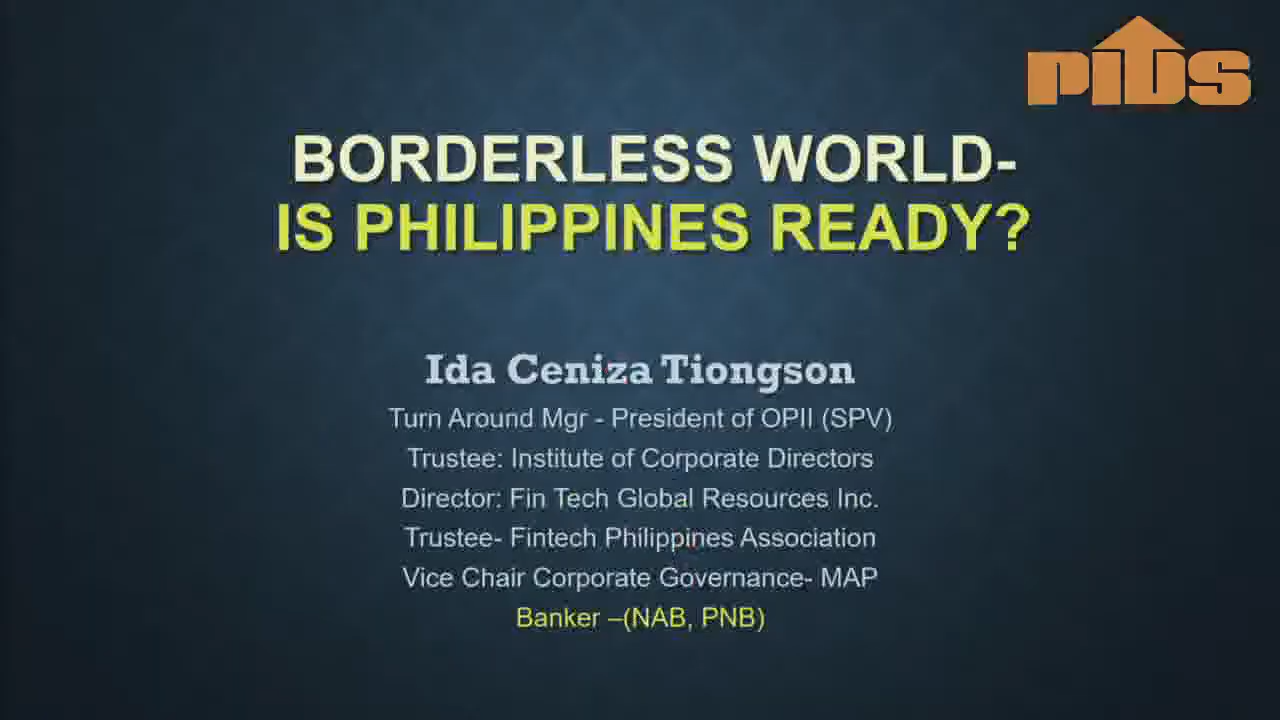 PIDS
BORDERLESS WORLD-
IS PHILIPPINES READY?
Ida Ceniza Tiongson
Turn Around Mgr - President of OPII (SPV)
Trustee: Institute of Corporate Directors
Director: Fin Tech Global Resources Inc.
Trustee- Fintech Philippines Association
Vice Chair Corporate Governance- MAP
Banker –(NAB, PNB)